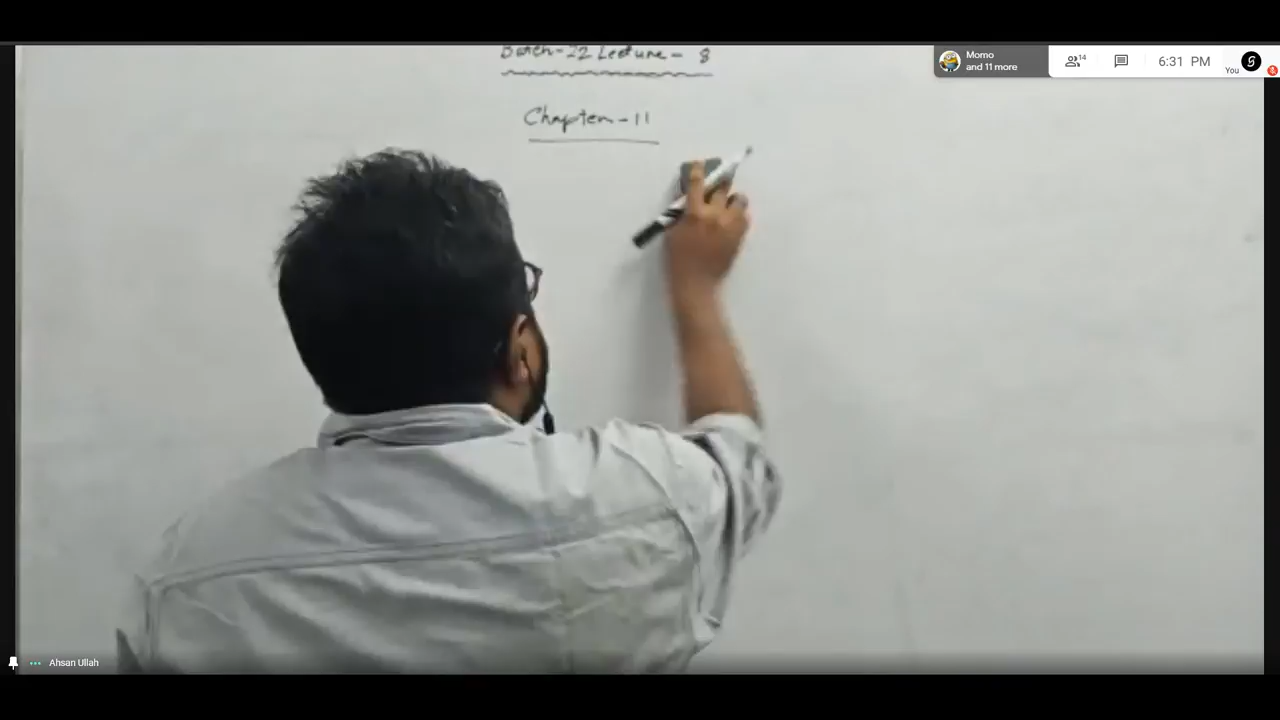 Batch-22 Lecture- 8
Chapter-11
Momo
and 11 more
14
6:31 PM
You
Ahsan Ullah